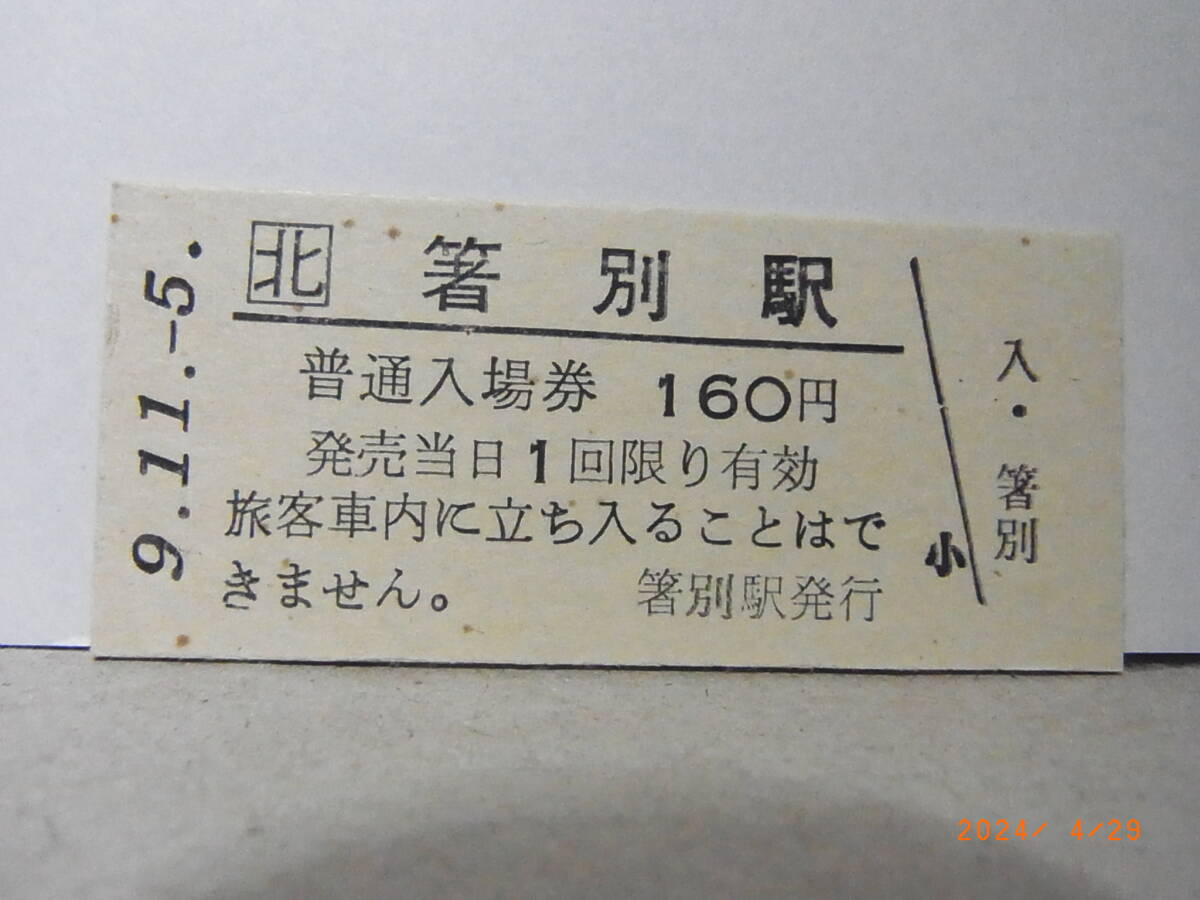 9.11.-5.
北 箸別駅
普通入場券 160円
発売当日1回限り有効
旅客車内に立ち入ることはで
きません。 箸別駅発行
小
入・箸別
2024/ 4/29